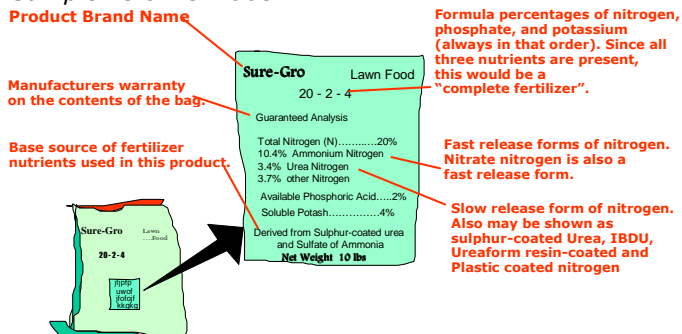 Product Brand Name
Formula percentages of nitrogen,
phosphate, and potassium
(always in that order). Since all
three nutrients are present,
this would be a
“complete fertilizer”.
Manufacturers warranty
on the contents of the bag.
Base source of fertilizer
nutrients used in this product.
Sure-Gro Lawn Food
20 - 2 - 4
Guaranteed Analysis
Total Nitrogen (N)...........20%
10.4% Ammonium Nitrogen
3.4% Urea Nitrogen
3.7% other Nitrogen
Available Phosphoric Acid.....2%
Soluble Potash...............4%
Derived from Sulphur-coated urea
and Sulfate of Ammonia
Net Weight 10 lbs
Fast release forms of nitrogen.
Nitrate nitrogen is also a
fast release form.
Slow release form of nitrogen.
Also may be shown as
sulphur-coated Urea, IBDU,
Ureaform resin-coated and
Plastic coated nitrogen
Sure-Gro Lawn
....Food
20-2-4
jfjptp
uwof
jfofojf
kkgkg